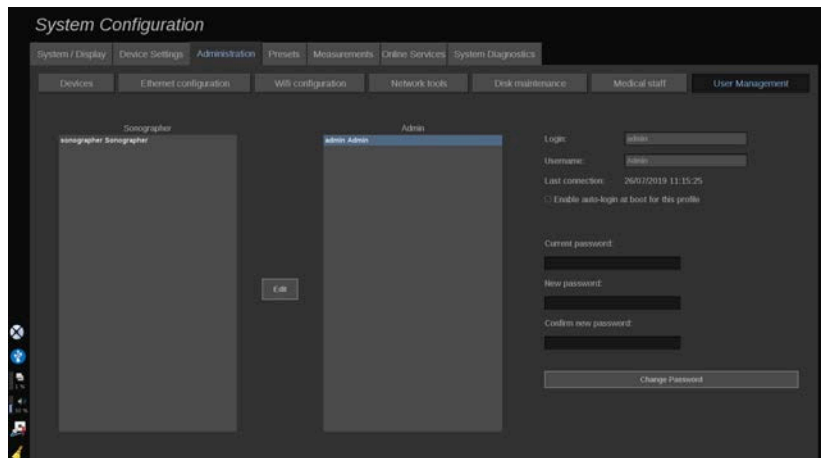 System Configuration
System / Display Device Settings Administration Presets Measurements Online Services System Diagnostics
Devices Ethernet configuration Wifi configuration Network tools Disk maintenance Medical staff User Management
Sonographer Admin
sonographer Sonographer admin Admin
Login: admin
Username: Admin
Last connection: 26/07/2019 11:15:25
Enable auto-login at boot for this profile
Current password:
Edit
New password:
Confirm new password:
Change Password